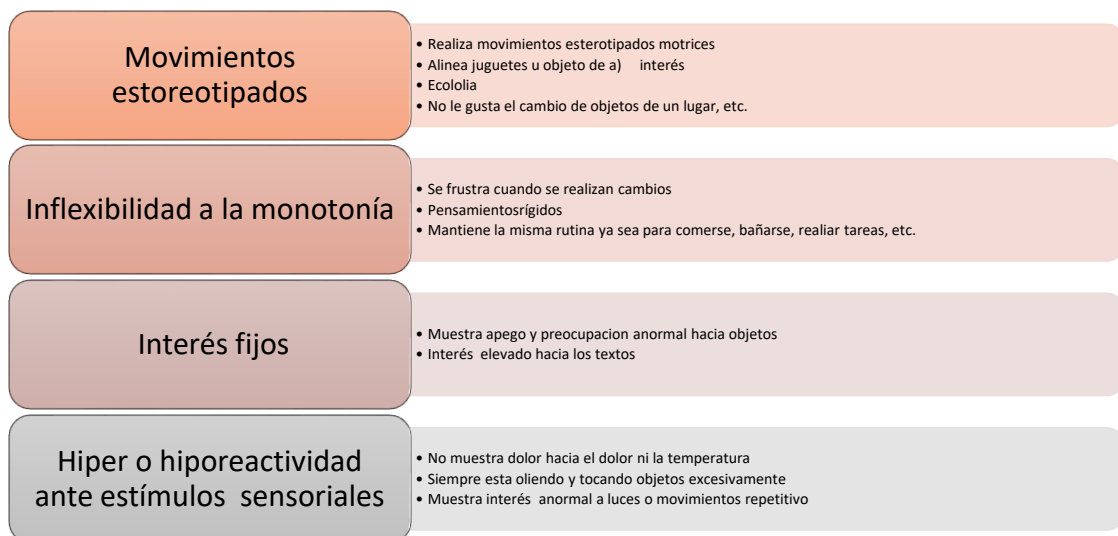 Movimientos
estoreotipados
• Realiza movimientos esterotipados motrices
• Alinea juguetes u objeto de a) interés
• Ecololia
• No le gusta el cambio de objetos de un lugar, etc.
Inflexibilidad a la monotonía
• Se frustra cuando se realizan cambios
• Pensamientosrígidos
• Mantiene la misma rutina ya sea para comerse, bañarse, realiar tareas, etc.
Interés fijos
• Muestra apego y preocupacion anormal hacia objetos
• Interés elevado hacia los textos
Hiper o hiporeactividad
ante estímulos sensoriales
• No muestra dolor hacia el dolor ni la temperatura
• Siempre esta oliendo y tocando objetos excesivamente
• Muestra interés anormal a luces o movimientos repetitivo